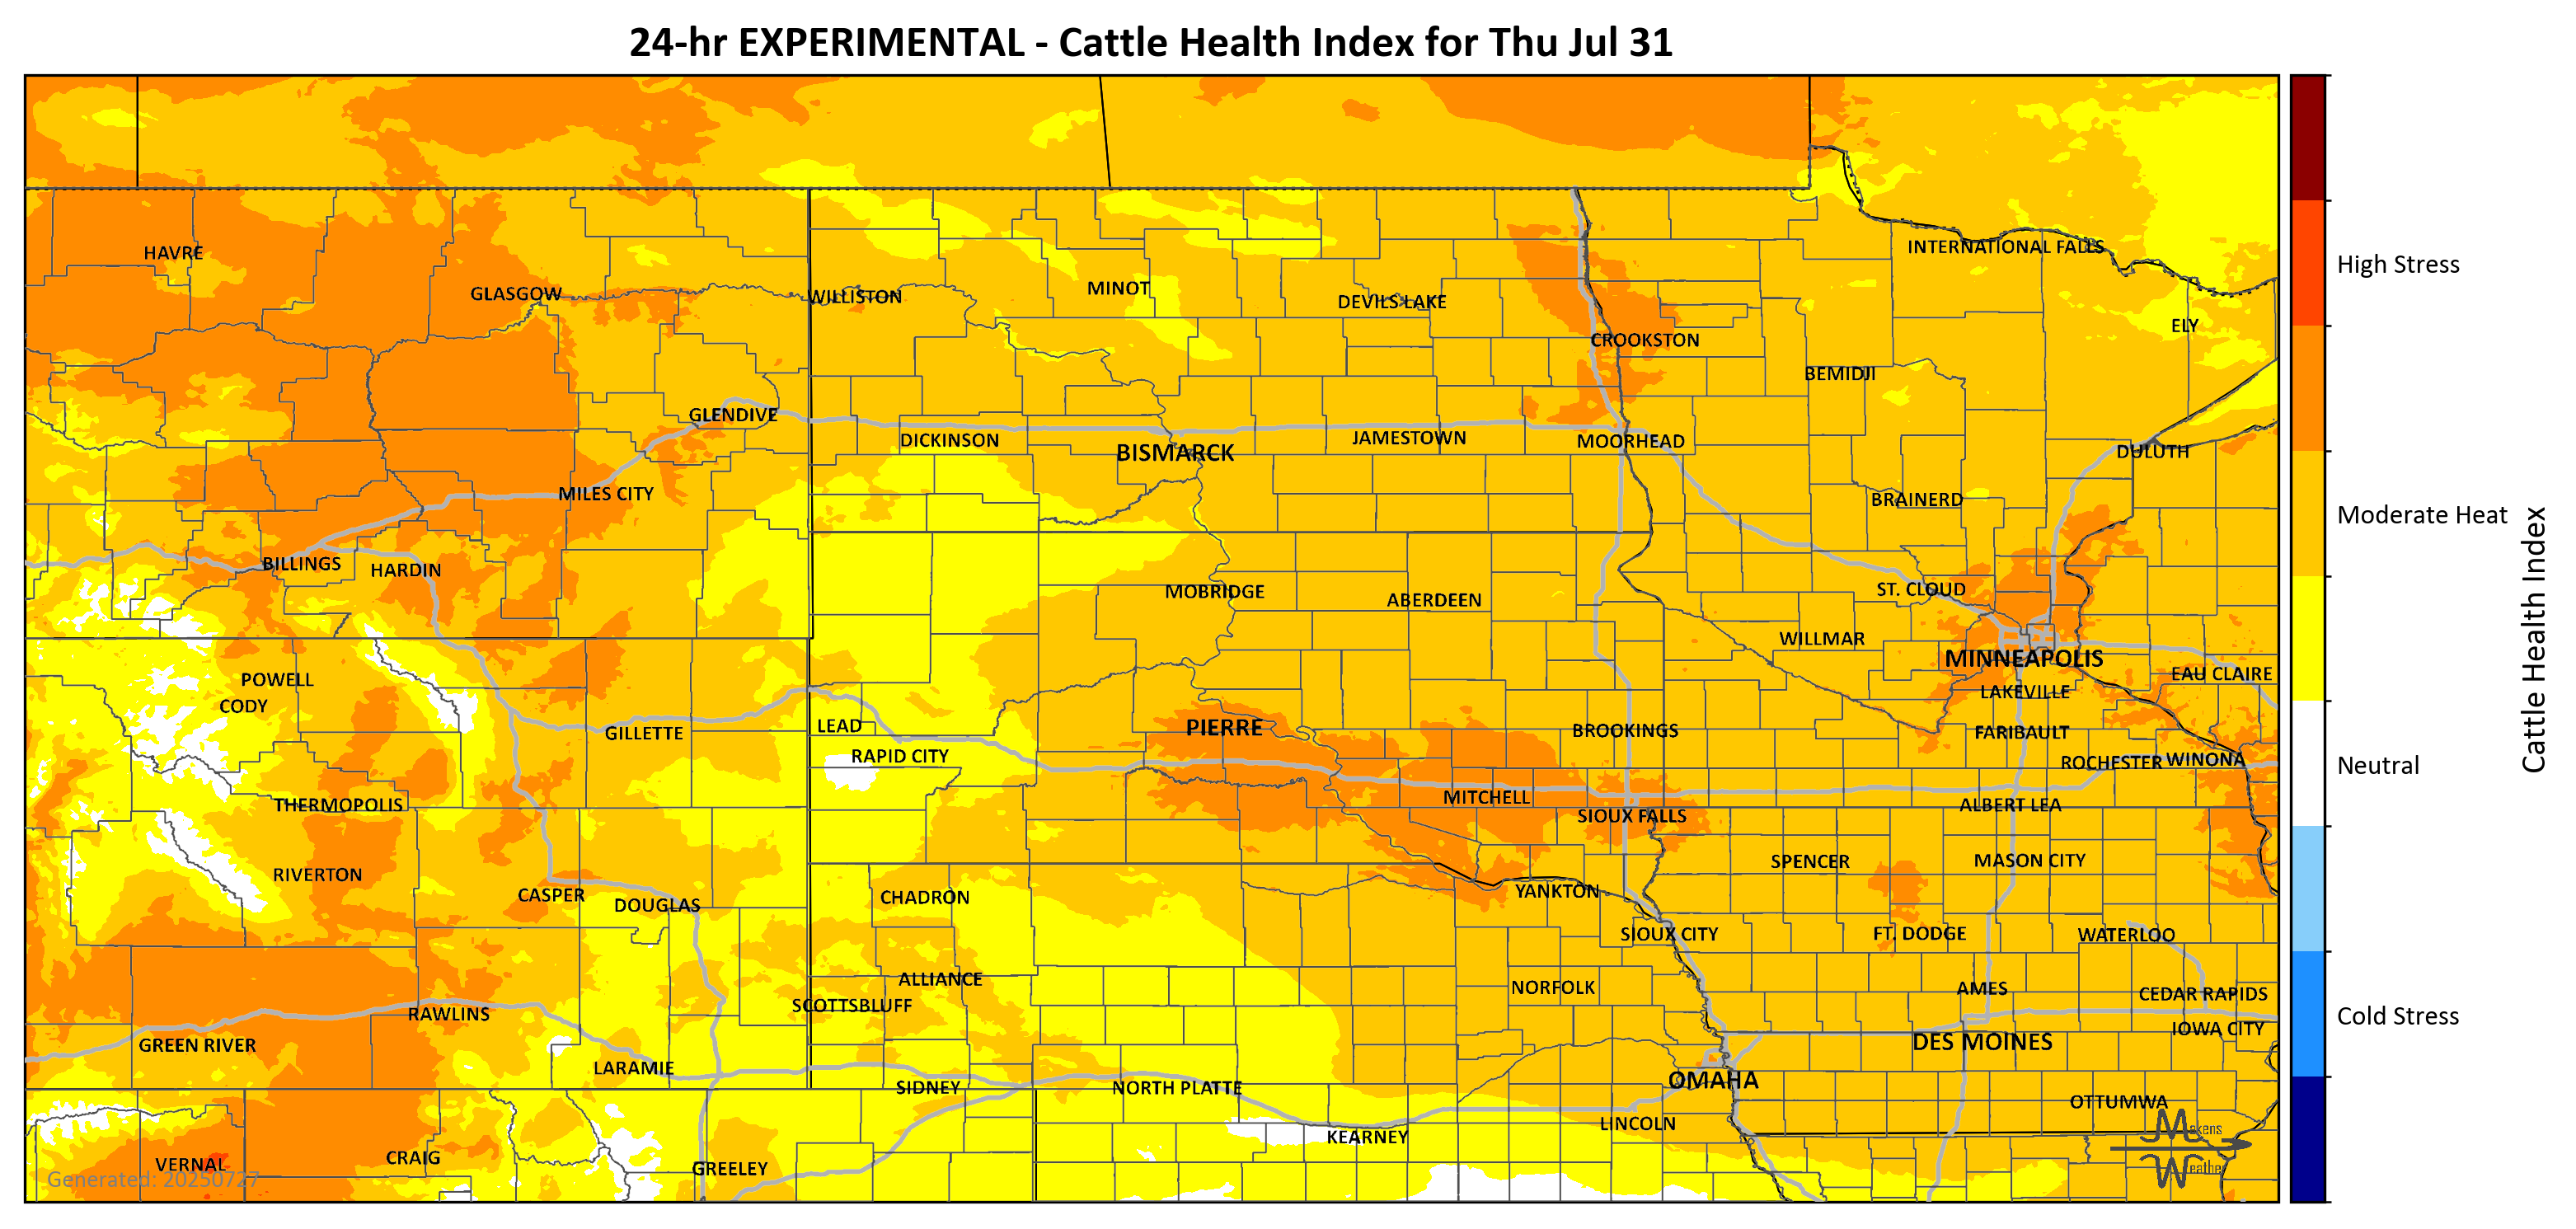 24-hr EXPERIMENTAL - Cattle Health Index for Thu Jul 31
HAVRE
INTERNATIONAL FALLS
High Stress
GLASGOW
WILLISTON
MINOT
DEVILS LAKE
ELY
CROOKSTON
BEMIDJI
GLENDIVE
DICKINSON
BISMARCK
JAMESTOWN
MOORHEAD
DULUTH
MILES CITY
BRAINERD
Moderate Heat
BILLINGS
HARDIN
MOBRIDGE
ABERDEEN
ST. CLOUD
Cattle Health Index
WILLMAR
MINNEAPOLIS
POWELL
EAU CLAIRE
CODY
LAKEVILLE
LEAD
PIERRE
GILLETTE
BROOKINGS
FARIBAULT
RAPID CITY
ROCHESTER
WINONA
Neutral
THERMOPOLIS
MITCHELL
ALBERT LEA
SIOUX FALLS
SPENCER
MASON CITY
RIVERTON
CASPER
DOUGLAS
CHADRON
YANKTON
SIOUX CITY
FT. DODGE
WATERLOO
ALLIANCE
NORFOLK
AMES
CEDAR RAPIDS
SCOTTSBLUFF
RAWLINS
Cold Stress
GREEN RIVER
DES MOINES
IOWA CITY
LARAMIE
SIDNEY
NORTH PLATTE
OMAHA
OTTUMWA
LINCOLN
KEARNEY
Makens
Weather
VERNAL
CRAIG
GREELEY
Generated: 20250727